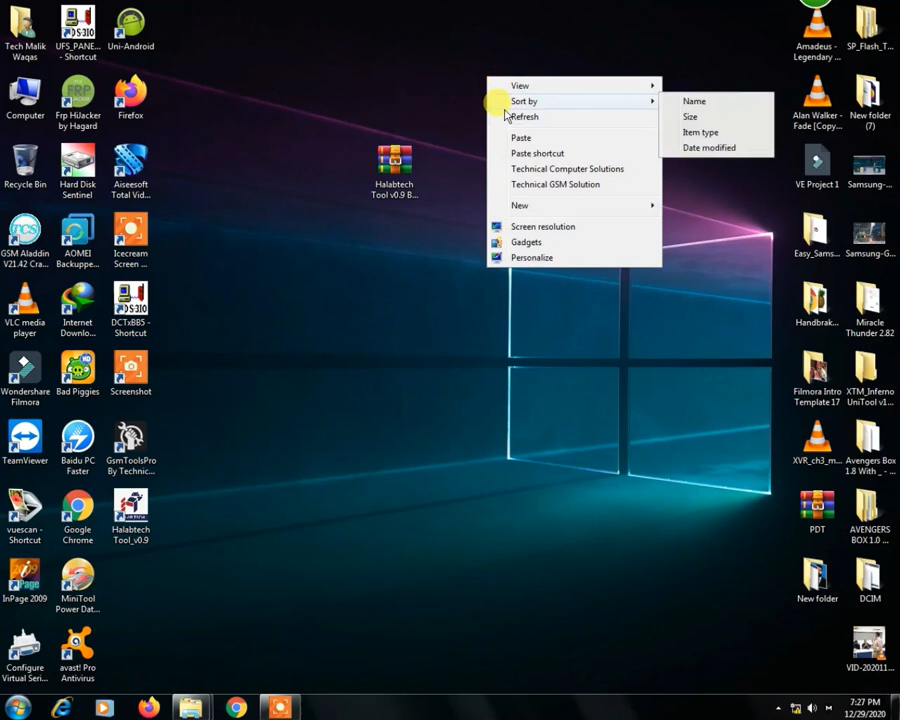 Tech Malik
Waqas
UFS_PANE...
- Shortcut
Uni-Android
Computer
Frp HiJacker
by Hagard
Firefox
Recycle Bin
Hard Disk
Sentinel
Aiseesoft
Total Vid...
GSM Aladdin
V21.42 Cra...
AOMEI
Backuppe...
Icecream
Screen ...
VLC media
player
Internet
Downlo...
DCTxBB5 -
Shortcut
Wondershare
Filmora
Bad Piggies
Screenshot
TeamViewer
Baidu PC
Faster
GsmToolsPro
By Technic...
vuescan -
Shortcut
Google
Chrome
Halabtech
Tool_v0.9
InPage 2009
MiniTool
Power Dat...
Configure
Virtual Seri...
avast! Pro
Antivirus
Halabtech
Tool v0.9 B...
View
Sort by
Refresh
Paste
Paste shortcut
Technical Computer Solutions
Technical GSM Solution
New
Screen resolution
Gadgets
Personalize
Name
Size
Item type
Date modified
Amadeus -
Legendary ...
SP_Flash_T...
Alan Walker -
Fade [Copy...
New folder
(7)
VE Project 1
Samsung-...
Easy_Sams...
Samsung-G...
Handbrak...
Miracle
Thunder 2.82
Filmora Intro
Template 17
XTM_Inferno
UniTool v1...
XVR_ch3_m...
Avengers Box
1.8 With _ - ...
PDT
AVENGERS
BOX 1.0 ...
New folder
DCIM
VID-202011...
7:27 PM
12/29/2020